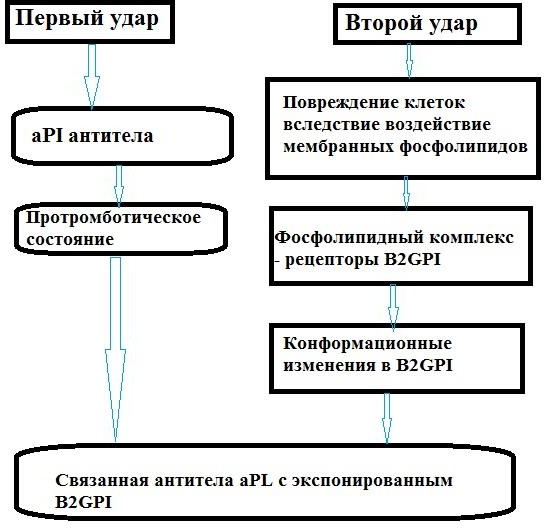 Первый удар
Второй удар
aPI антитела
Повреждение клеток
вследствие воздействие
мембранных фосфолипидов
Протромботическое
состояние
Фосфолипидный комплекс
- рецепторы B2GPI
Конформационные
изменения в B2GPI
Связанная антитела aPL с экспонированным
B2GPI